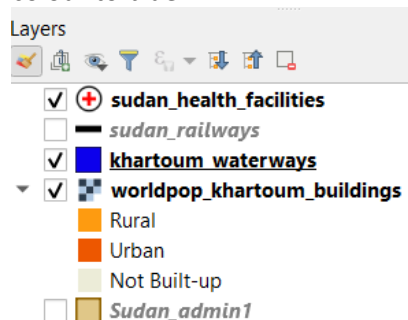 Layers
sudan_health_facilities
sudan_railways
khartoum_waterways
worldpop_khartoum_buildings
Rural
Urban
Not Built-up
Sudan_admin1